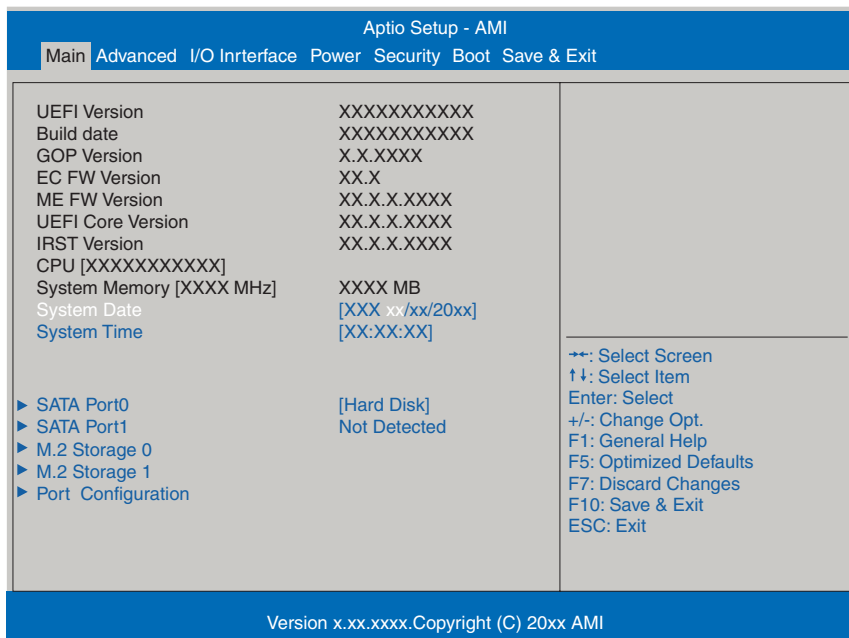 Aptio Setup - AMI
Main Advanced I/O Inrterface Power Security Boot Save & Exit
UEFI Version XXXXXXXXXXX
Build date XXXXXXXXXXX
GOP Version X.X.XXXX
EC FW Version XX.X
ME FW Version XX.X.X.XXXX
UEFI Core Version XX.X.X.XXXX
IRST Version XX.X.X.XXXX
CPU [XXXXXXXXXXX]
System Memory [XXXX MHz] XXXX MB
System Date [XXX xx/xx/20xx]
System Time [XX:XX:XX]
► SATA Port0 [Hard Disk]
► SATA Port1 Not Detected
► M.2 Storage 0
► M.2 Storage 1
► Port Configuration
→←: Select Screen
↑↓: Select Item
Enter: Select
+/-: Change Opt.
F1: General Help
F5: Optimized Defaults
F7: Discard Changes
F10: Save & Exit
ESC: Exit
Version x.xx.xxxx.Copyright (C) 20xx AMI